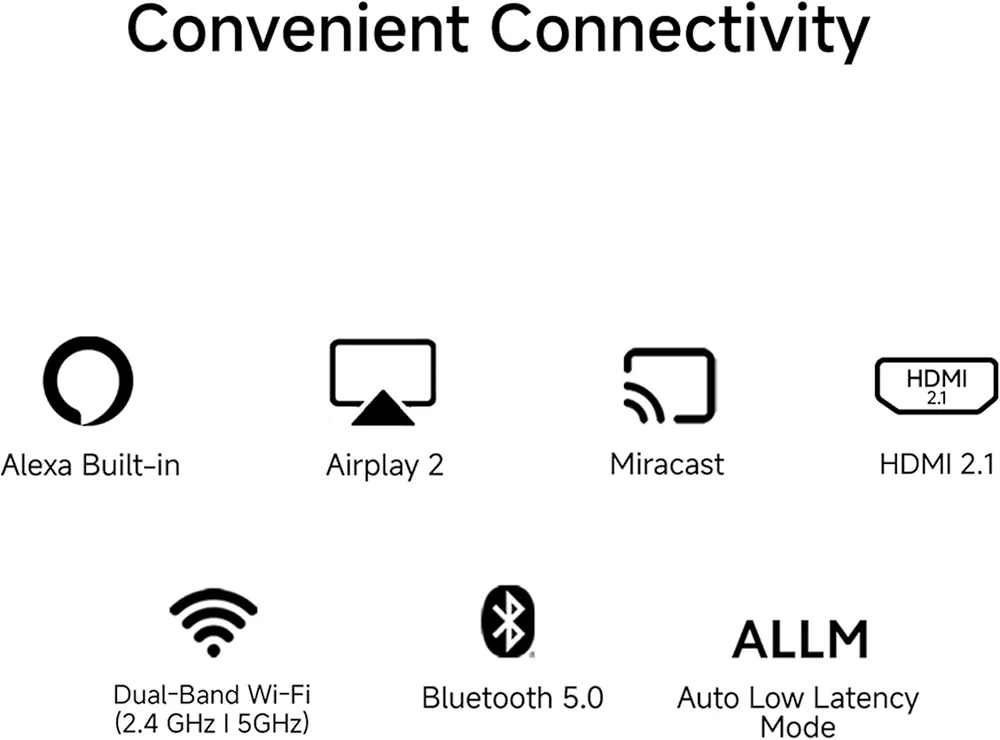 Convenient Connectivity
HDMI
2.1
Alexa Built-in
Airplay 2
Miracast
HDMI 2.1
ALLM
Dual-Band Wi-Fi
(2.4 GHz I 5GHz)
Bluetooth 5.0
Auto Low Latency
Mode